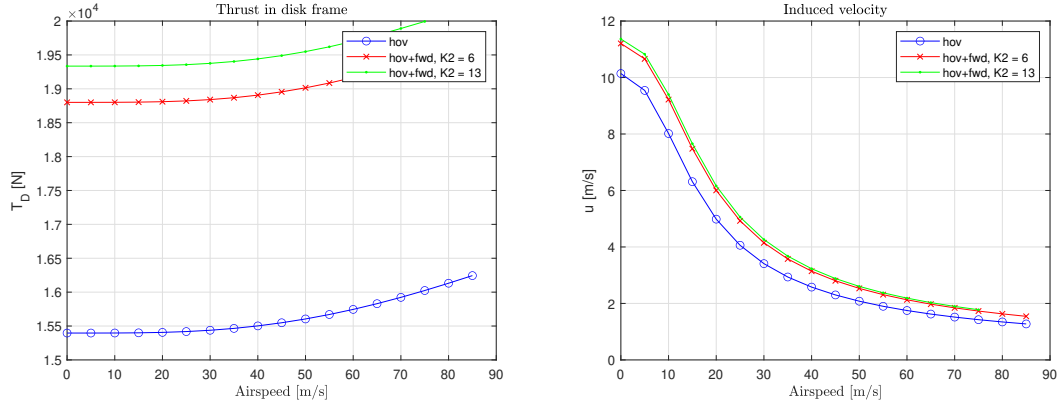 Thrust in disk frame
×10⁴
2
1.95
1.9
1.85
1.8
1.75
1.7
1.65
1.6
1.55
1.5
T_D [N]
hov
hov+fwd, K2 = 6
hov+fwd, K2 = 13
0 10 20 30 40 50 60 70 80 90
Airspeed [m/s]
Induced velocity
12
10
8
6
4
2
0
u [m/s]
hov
hov+fwd, K2 = 6
hov+fwd, K2 = 13
0 10 20 30 40 50 60 70 80 90
Airspeed [m/s]